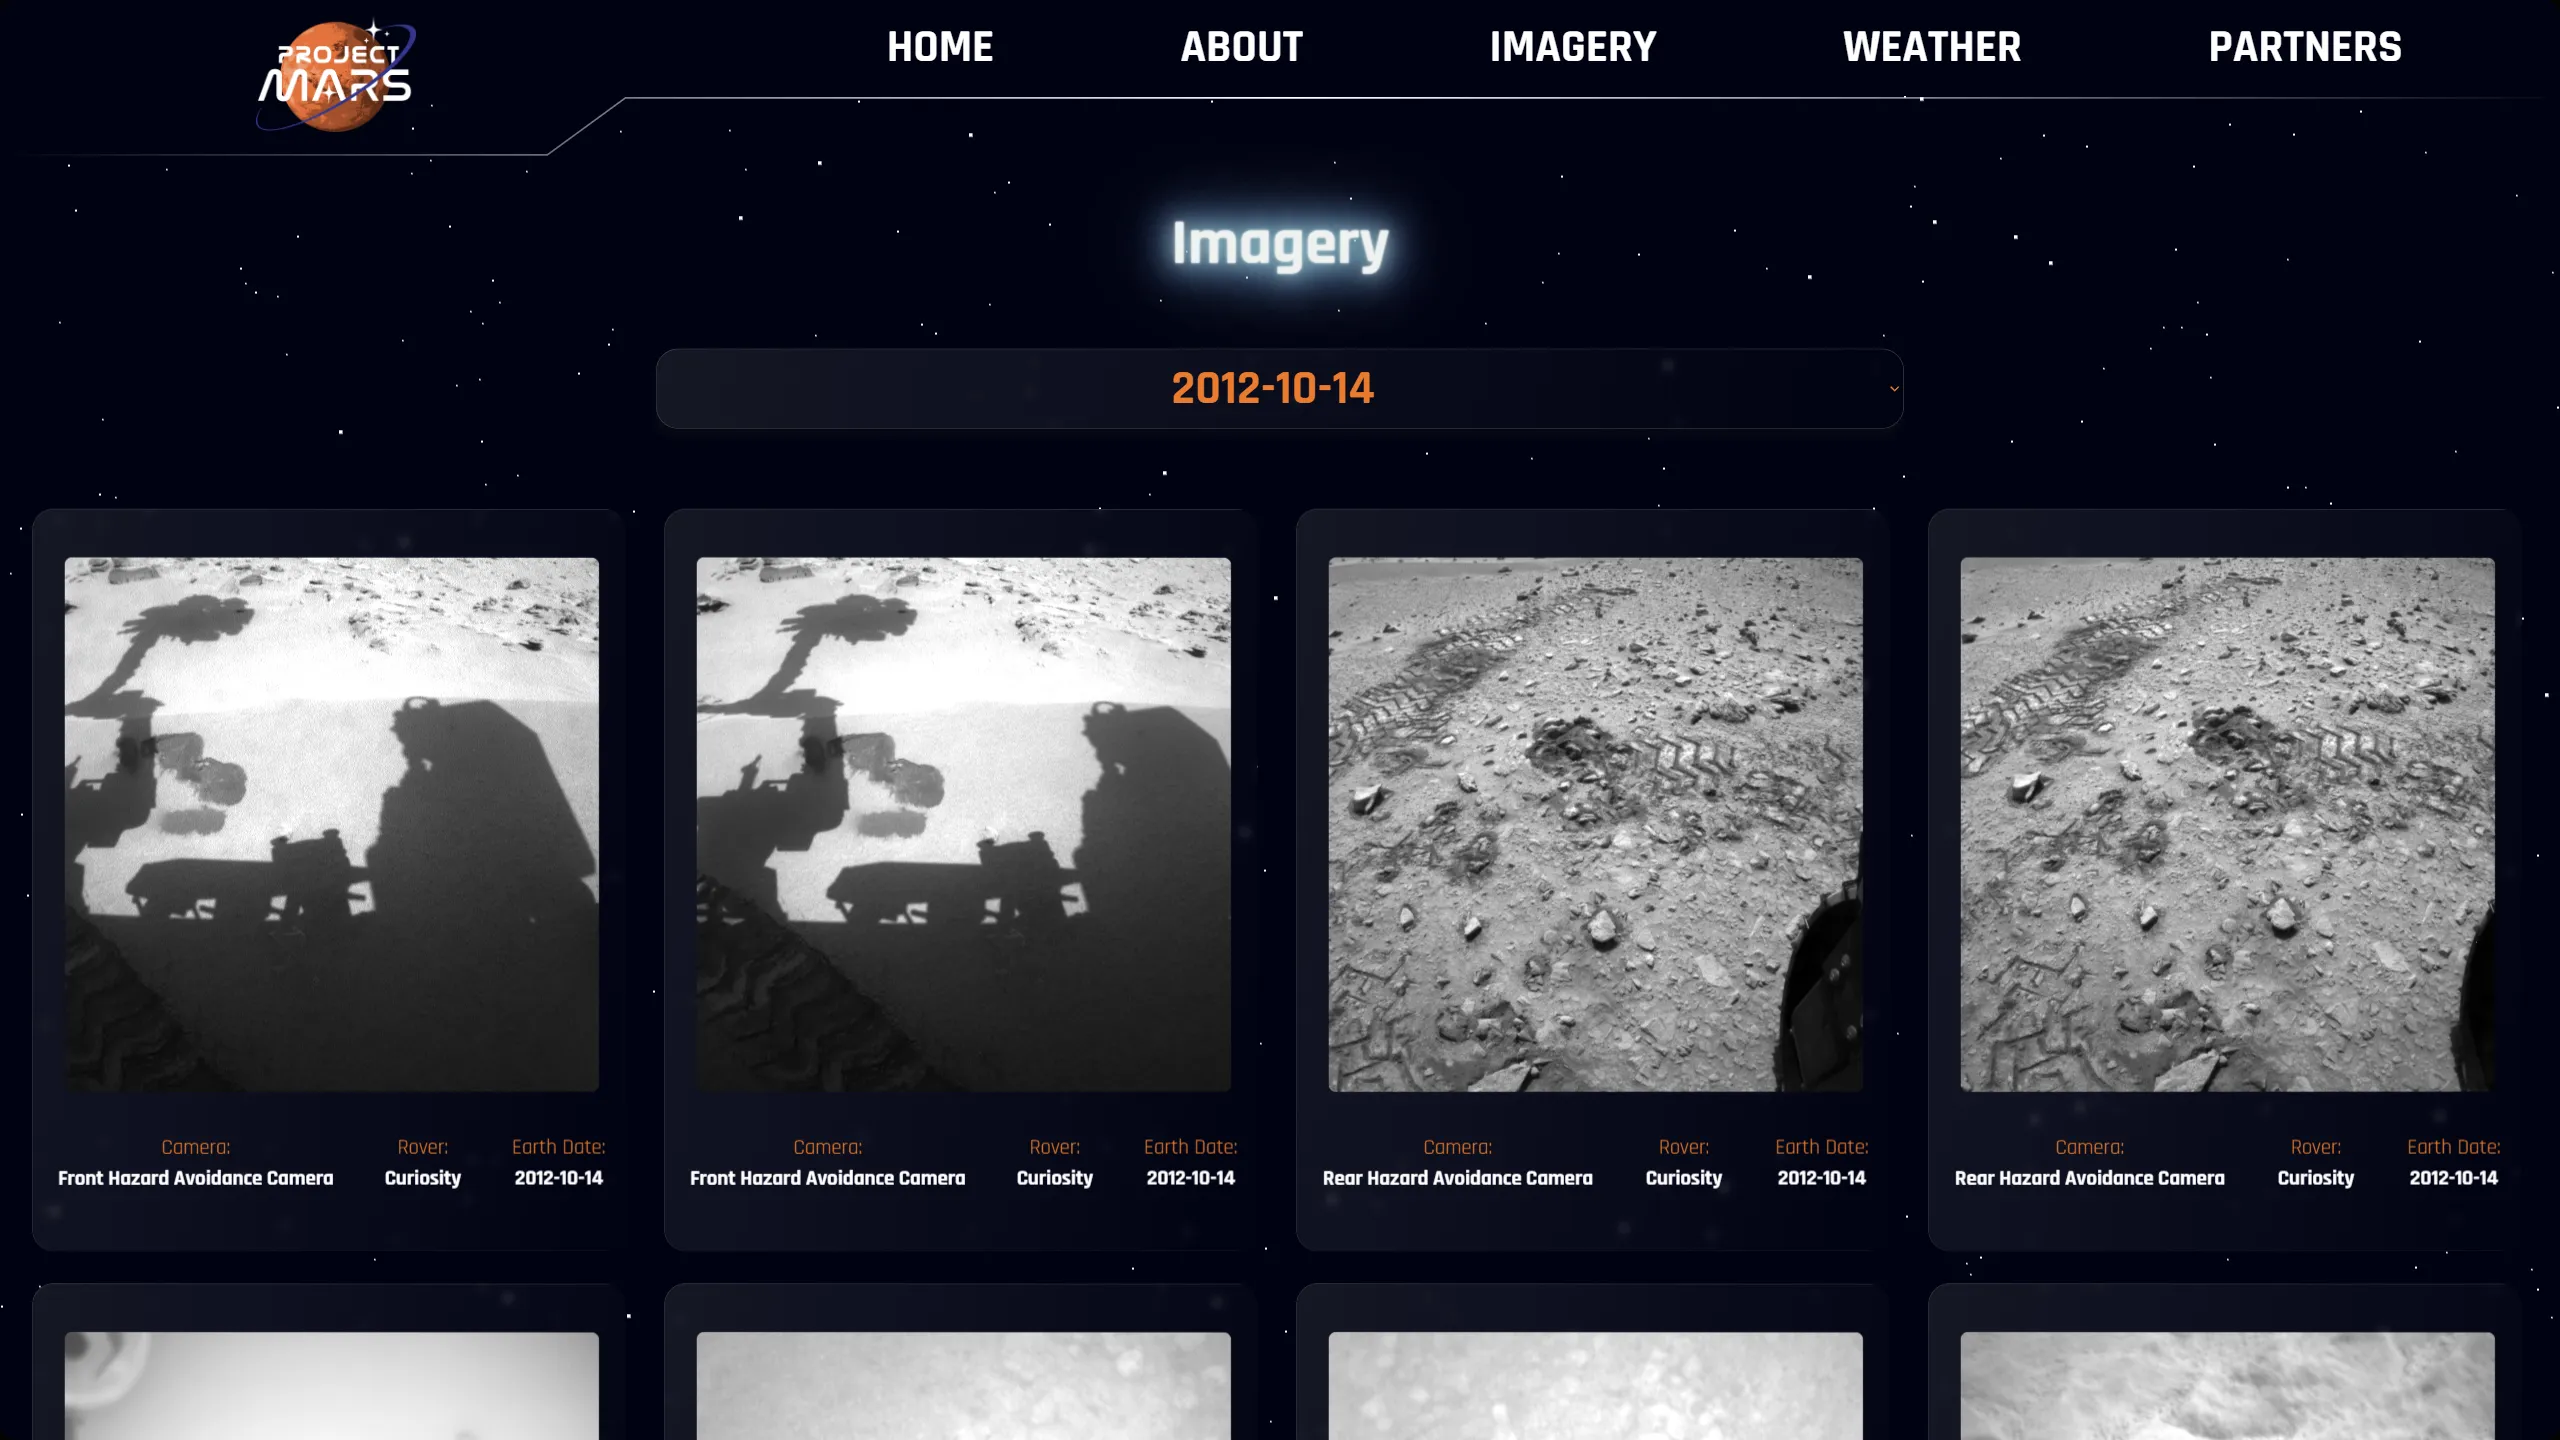 PROJECT
MARS
HOME
ABOUT
IMAGERY
WEATHER
PARTNERS
Imagery
2012-10-14
Camera:
Front Hazard Avoidance Camera
Rover:
Curiosity
Earth Date:
2012-10-14
Camera:
Front Hazard Avoidance Camera
Rover:
Curiosity
Earth Date:
2012-10-14
Camera:
Rear Hazard Avoidance Camera
Rover:
Curiosity
Earth Date:
2012-10-14
Camera:
Rear Hazard Avoidance Camera
Rover:
Curiosity
Earth Date:
2012-10-14